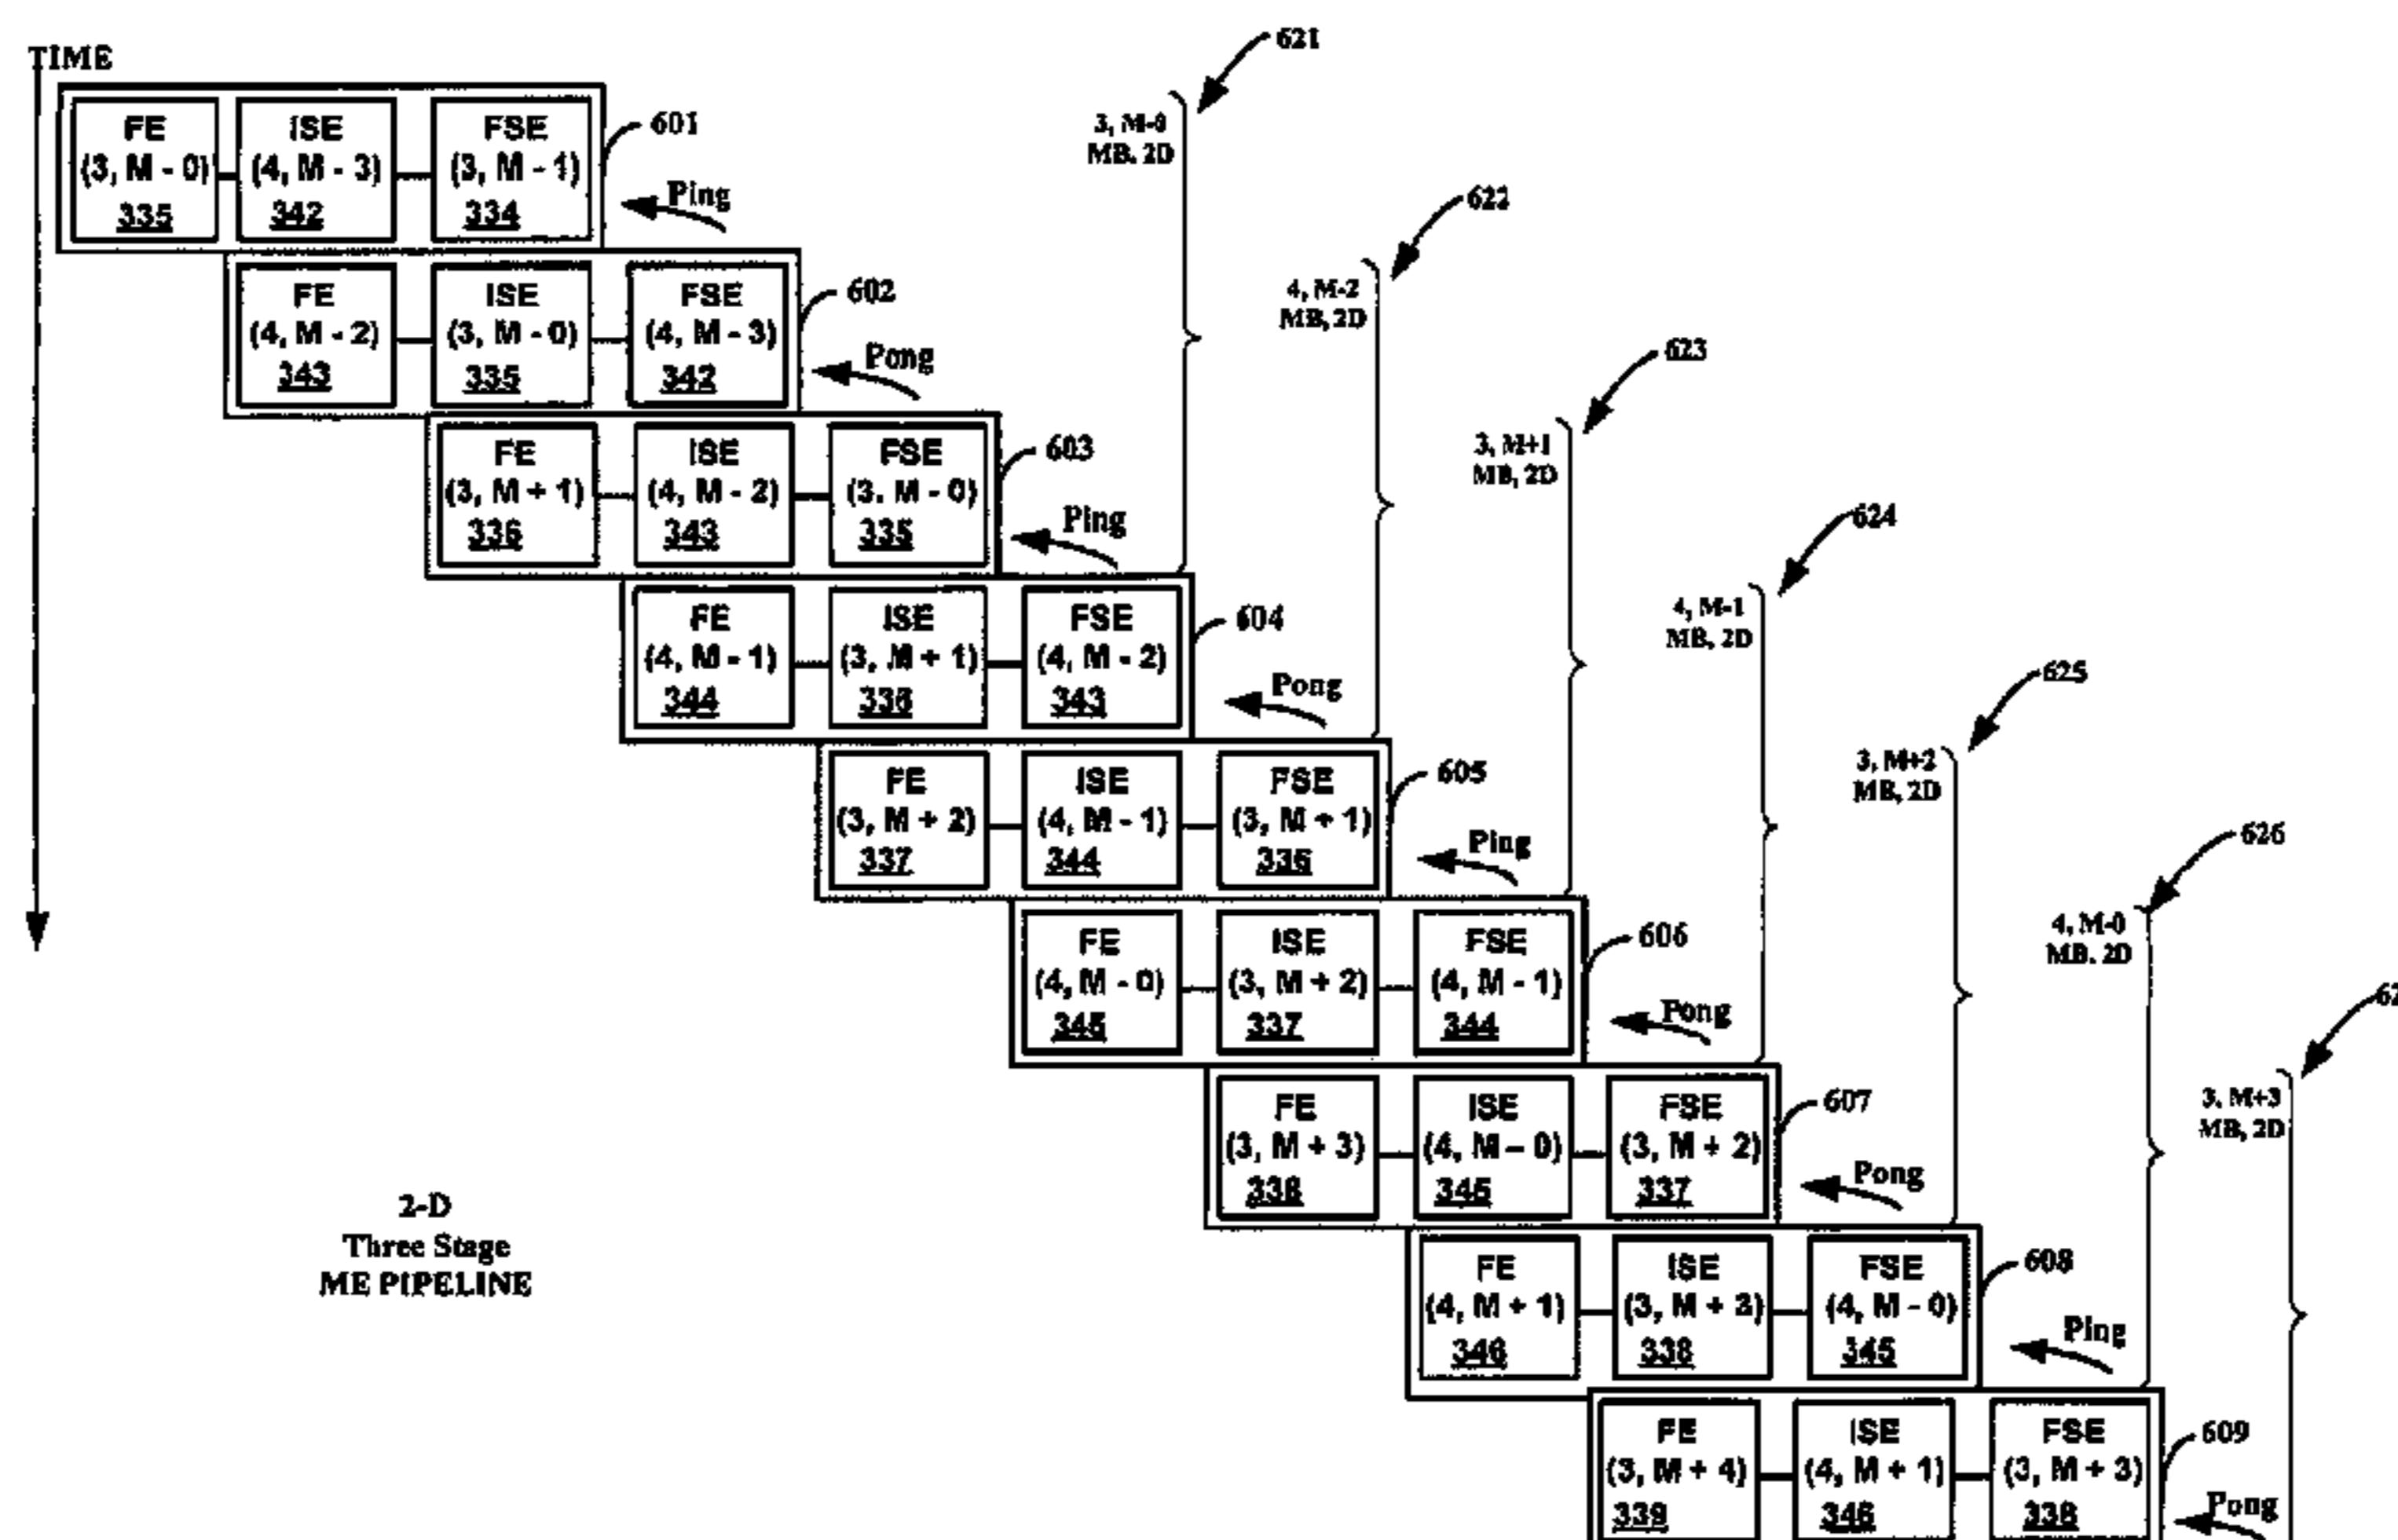 TIME
FE
(3, M - 0)
335
ISE
(4, M - 3)
342
FSE
(3, M - 1)
334
601
Ping
3, M-0
MB. 2D
621
FE
(4, M - 2)
343
ISE
(3, M - 0)
335
FSE
(4, M - 3)
342
602
Pong
4, M-2
MB, 2D
622
FE
(3, M + 1)
336
ISE
(4, M - 2)
343
FSE
(3. M - 0)
335
603
Ping
3, M+1
MB, 2D
623
FE
(4, M - 1)
344
ISE
(3, M + 1)
336
FSE
(4, M - 2)
343
604
Pong
4, M-1
MB, 2D
624
FE
(3, M + 2)
337
ISE
(4, M - 1)
344
FSE
(3, M + 1)
336
605
Ping
3, M+2
MB, 2D
625
FE
(4, M - 0)
345
ISE
(3, M + 2)
337
FSE
(4, M - 1)
344
606
Pong
4, M-0
MB. 2D
626
FE
(3, M + 3)
338
ISE
(4, M – 0)
345
FSE
(3, M + 2)
337
607
Pong
3, M+3
MB, 2D
2-D
Three Stage
ME PIPELINE
FE
(4, M + 1)
346
ISE
(3, M + 3)
338
FSE
(4, M - 0)
345
608
Ping
FE
(3, M + 4)
339
ISE
(4, M + 1)
346
FSE
(3, M + 3)
338
609
Pong